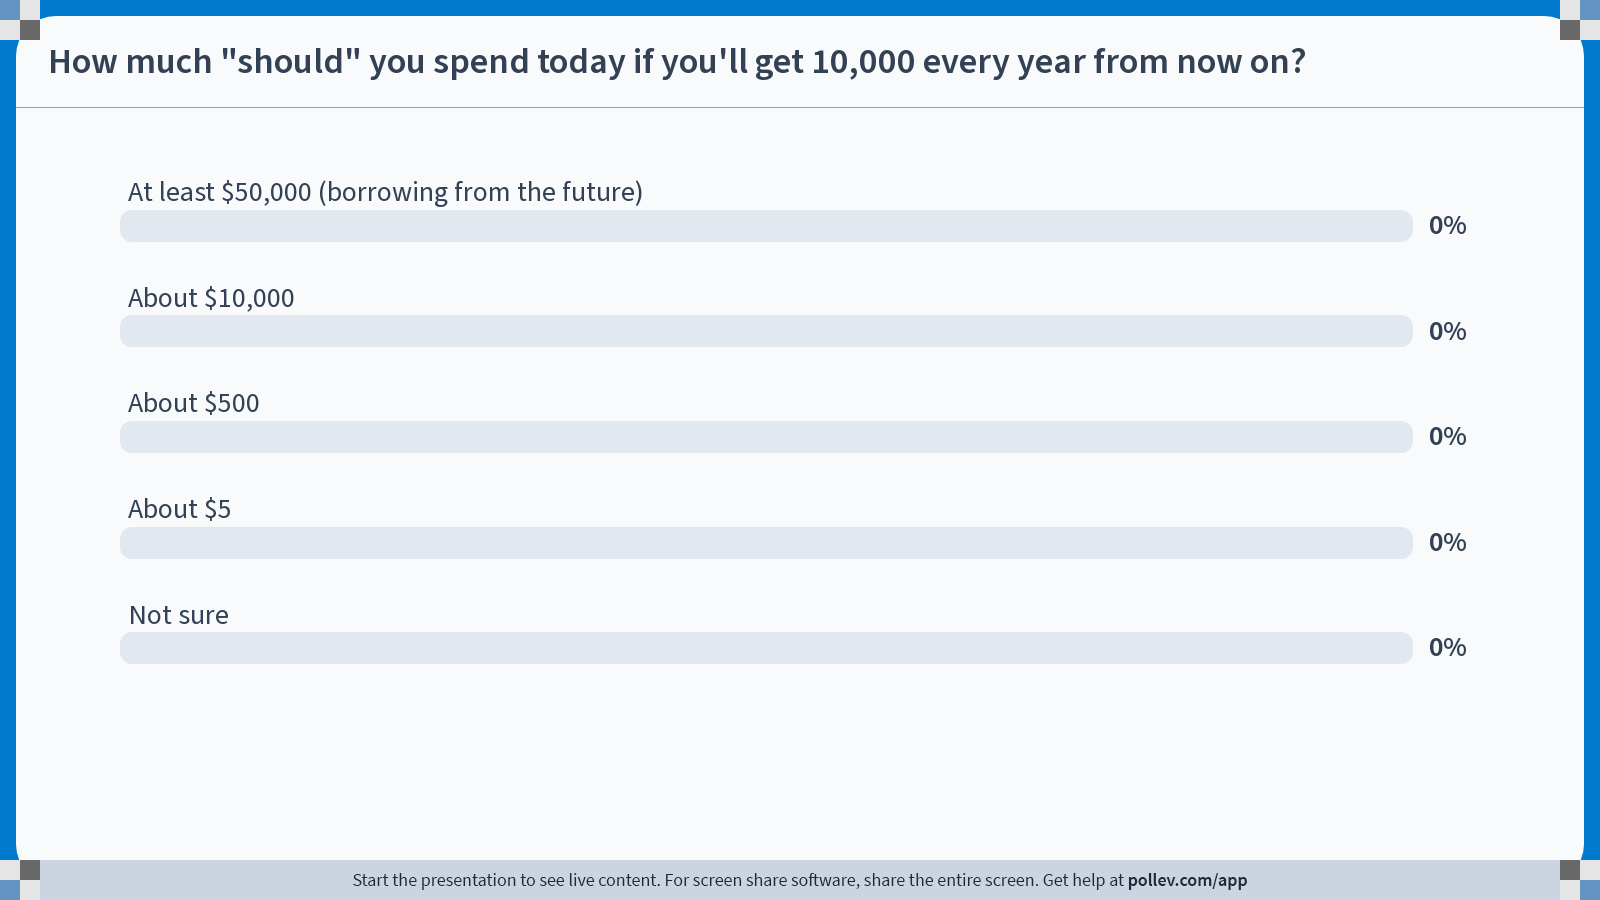 How much "should" you spend today if you'll get 10,000 every year from now on?
At least $50,000 (borrowing from the future)
0%
About $10,000
0%
About $500
0%
About $5
0%
Not sure
0%
Start the presentation to see live content. For screen share software, share the entire screen. Get help at pollev.com/app